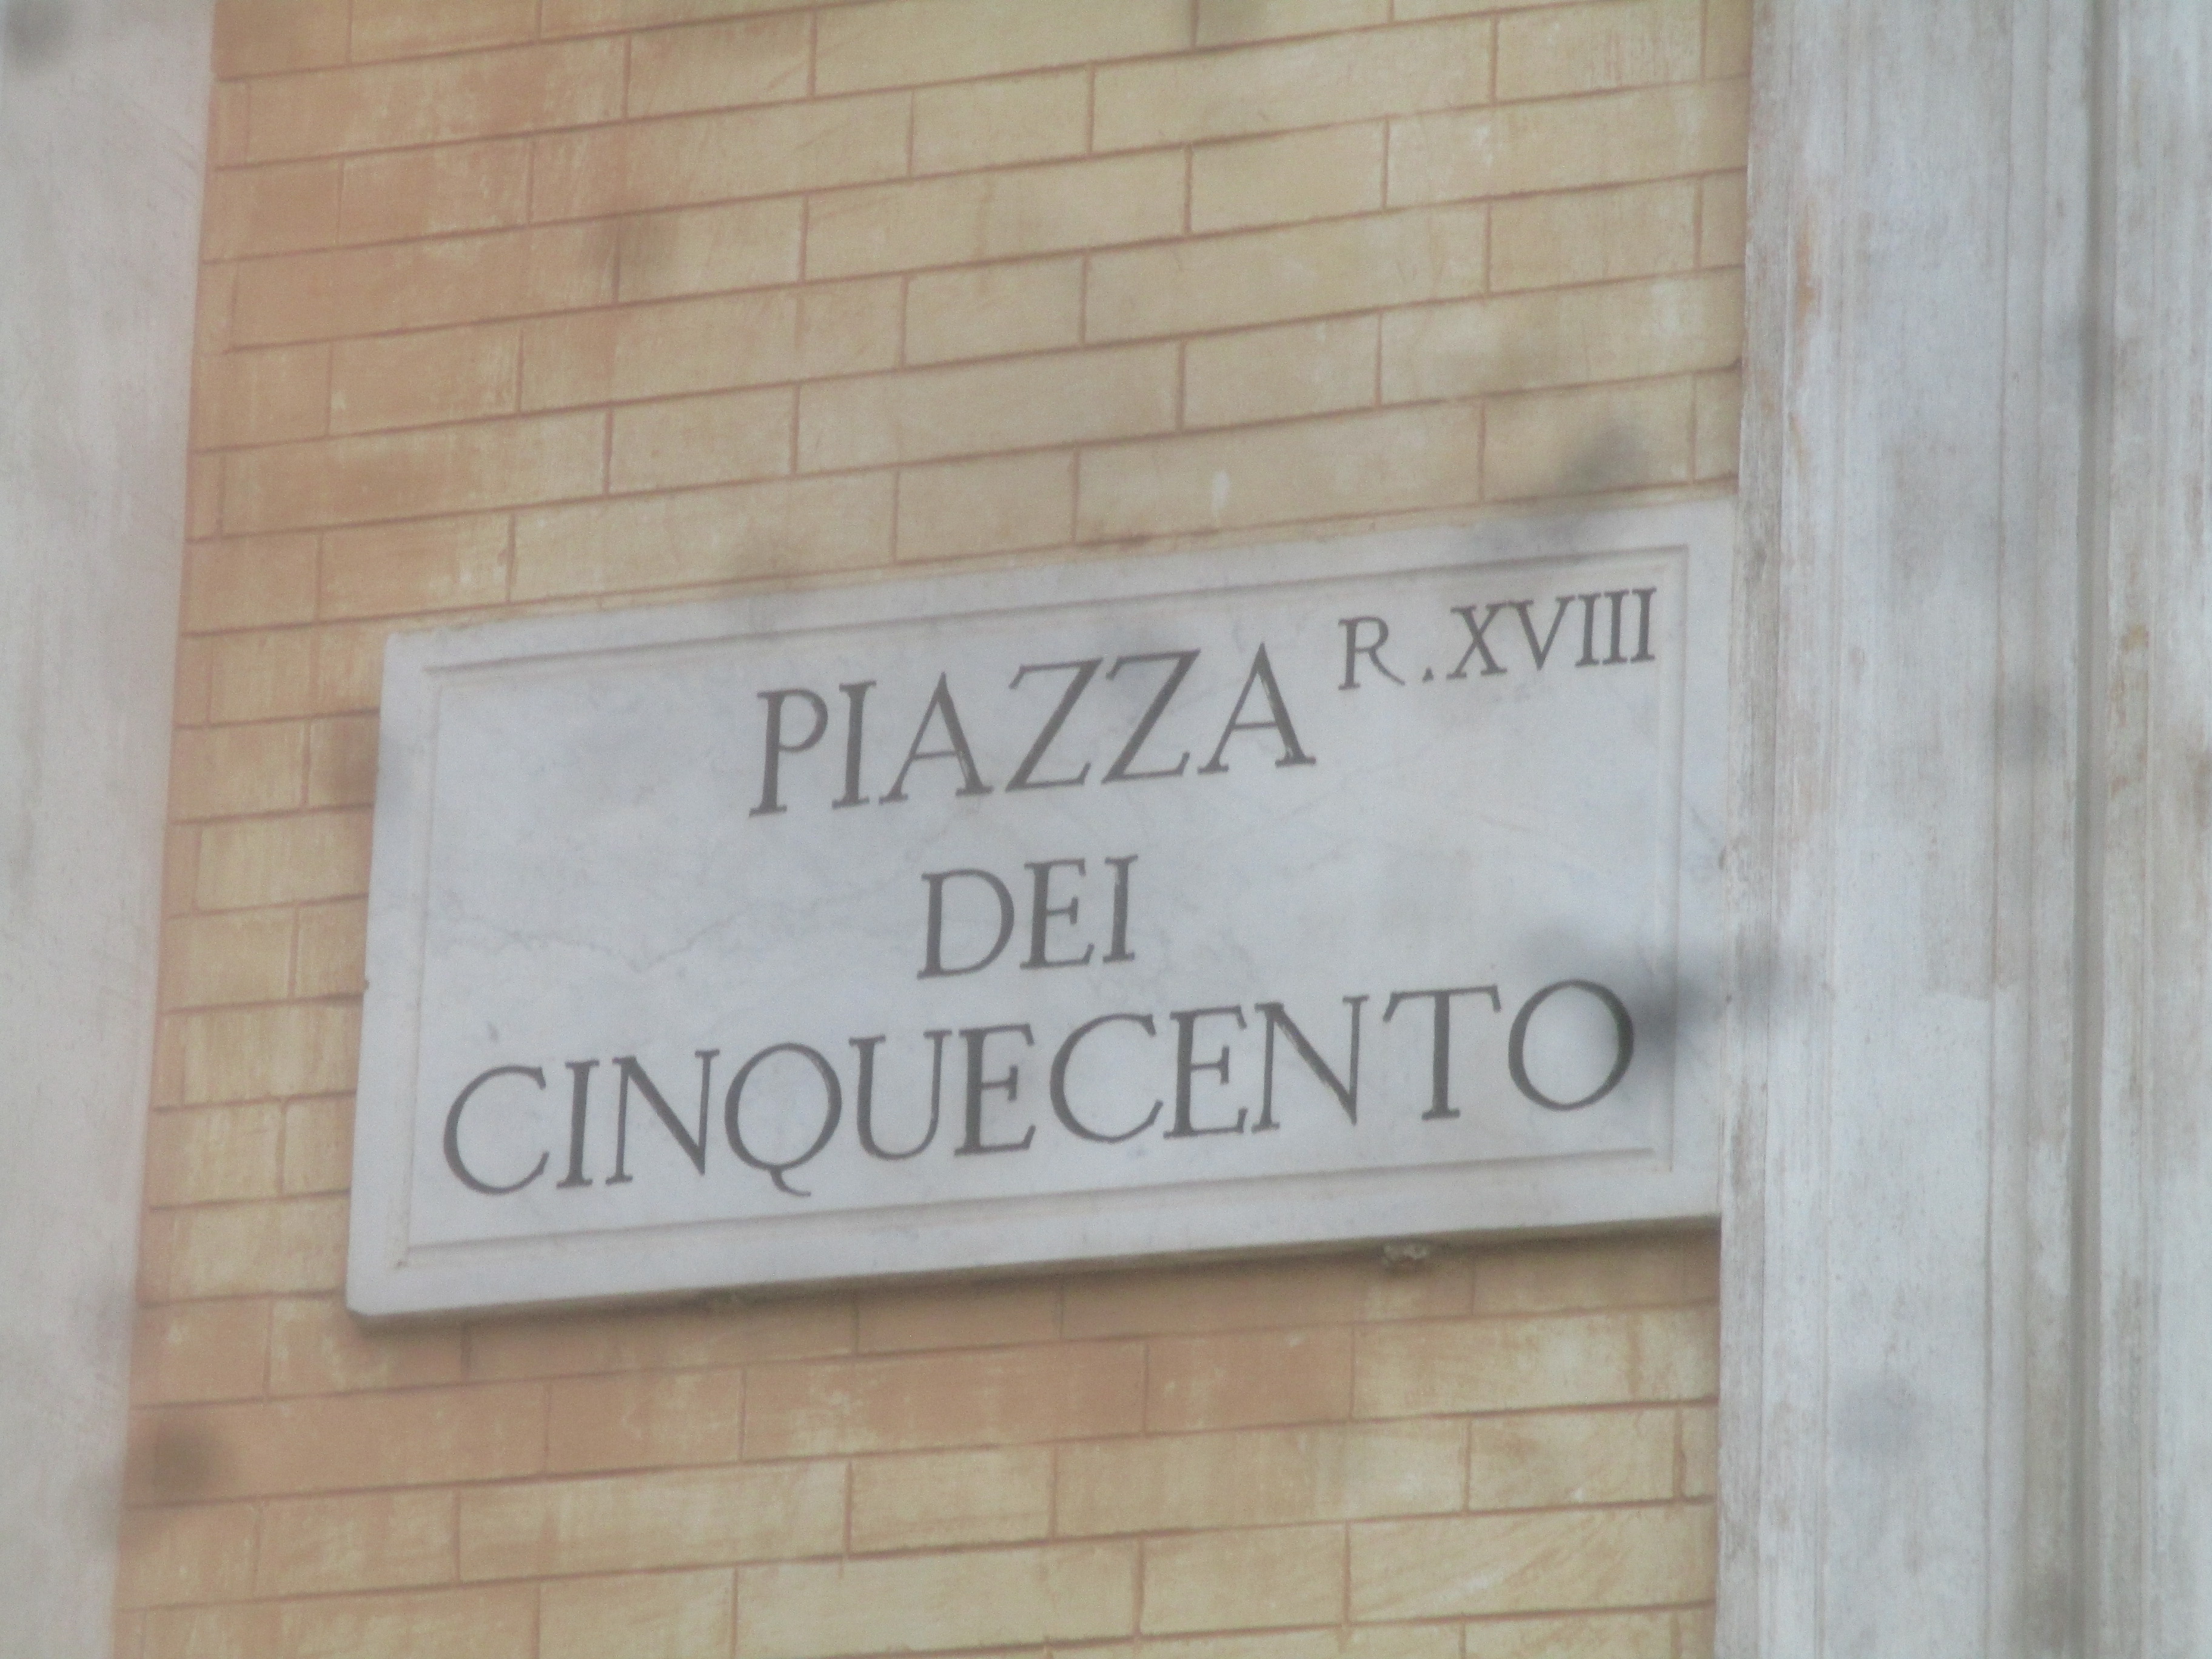 PIAZZA R. XVIII
DEI
CINQUECENTO